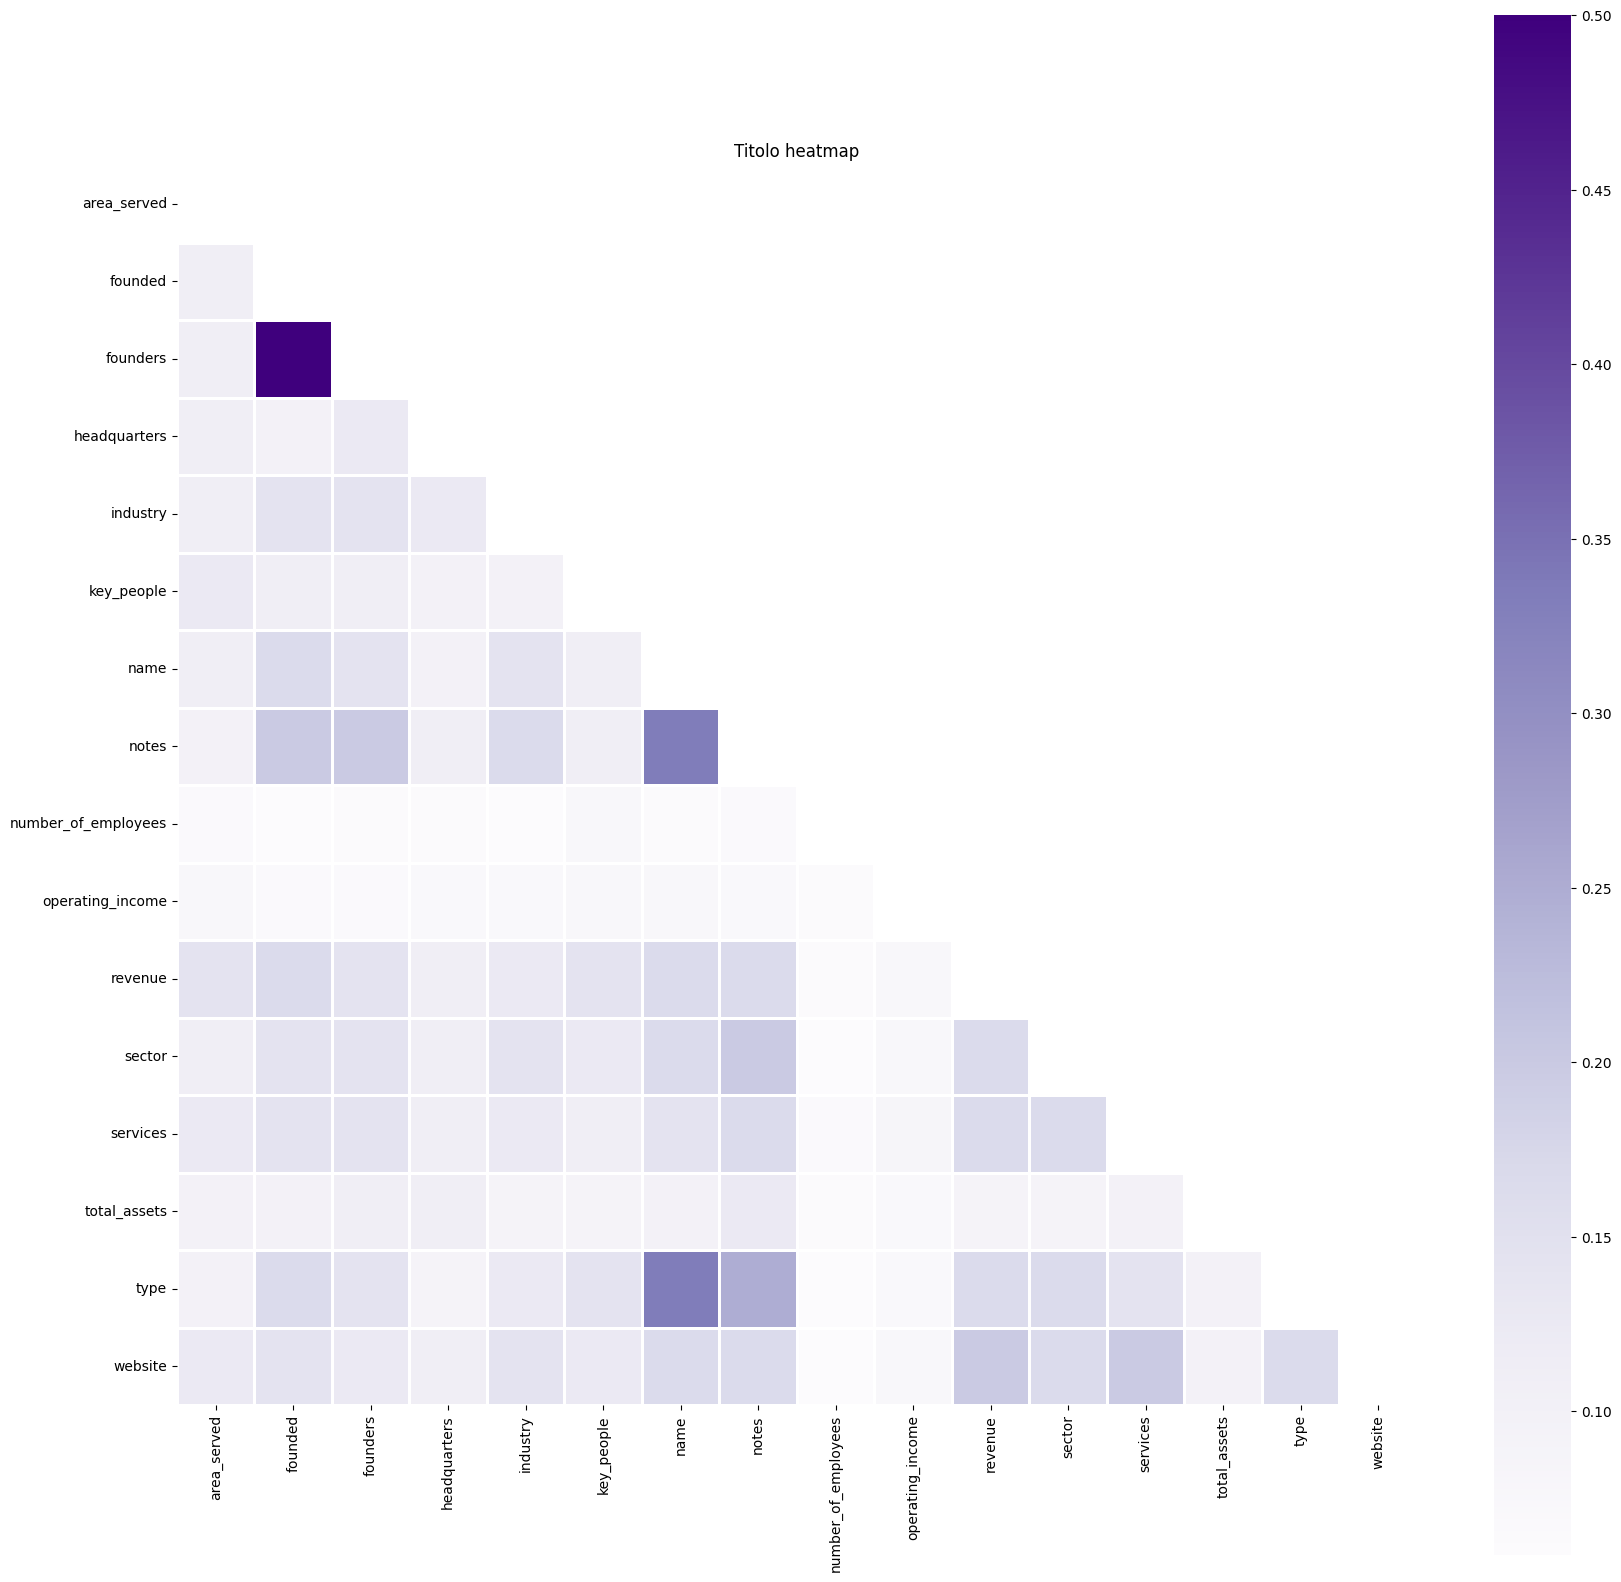 Titolo heatmap
area_served
founded
founders
headquarters
industry
key_people
name
notes
number_of_employees
operating_income
revenue
sector
services
total_assets
type
website
area_served
founded
founders
headquarters
industry
key_people
name
notes
number_of_employees
operating_income
revenue
sector
services
total_assets
type
website
0.50
0.45
0.40
0.35
0.30
0.25
0.20
0.15
0.10